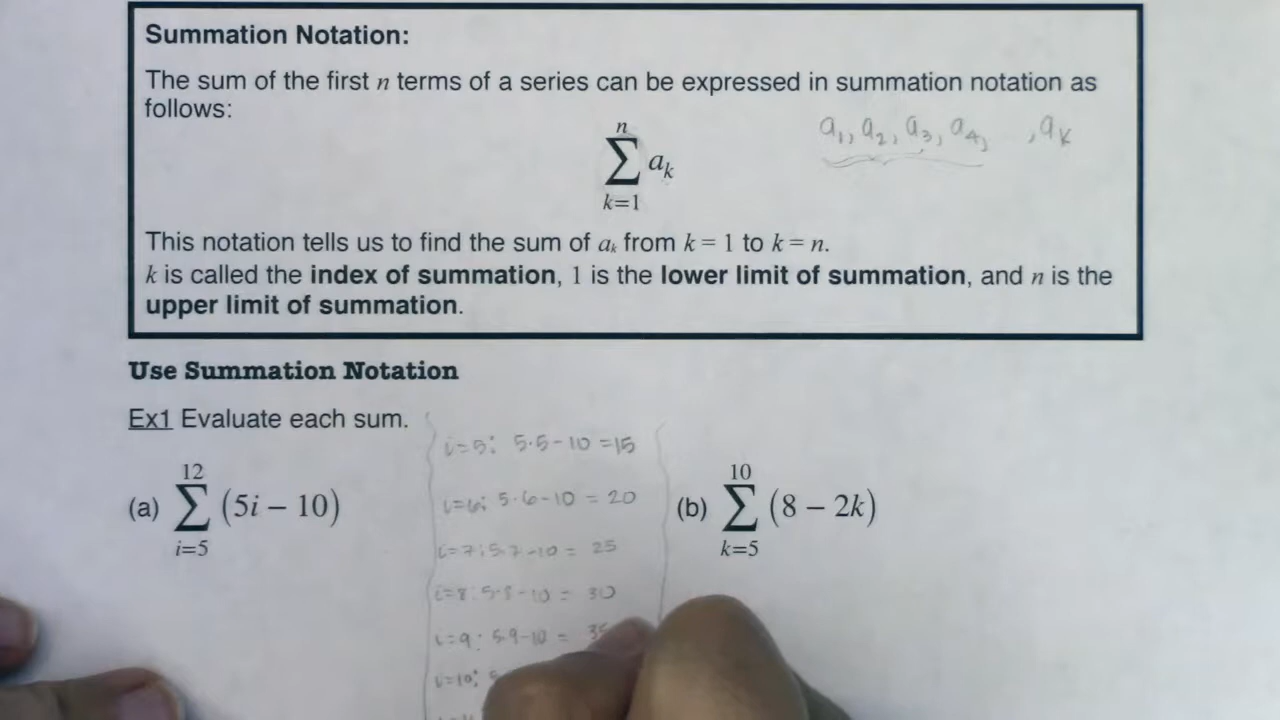 Summation Notation:
The sum of the first n terms of a series can be expressed in summation notation as
follows:
n
∑ aₖ
k=1
a₁, a₂, a₃, a₄, , aₖ
This notation tells us to find the sum of aₖ from k = 1 to k = n.
k is called the index of summation, 1 is the lower limit of summation, and n is the
upper limit of summation.
Use Summation Notation
Ex1 Evaluate each sum.
12
(a) ∑ (5i – 10)
i=5
i=5: 5·5-10 =15
i=6: 5·6-10 = 20
i=7: 5·7-10 = 25
i=8: 5·8-10 = 30
i=9: 5·9-10 =
i=10:
10
(b) ∑ (8 – 2k)
k=5